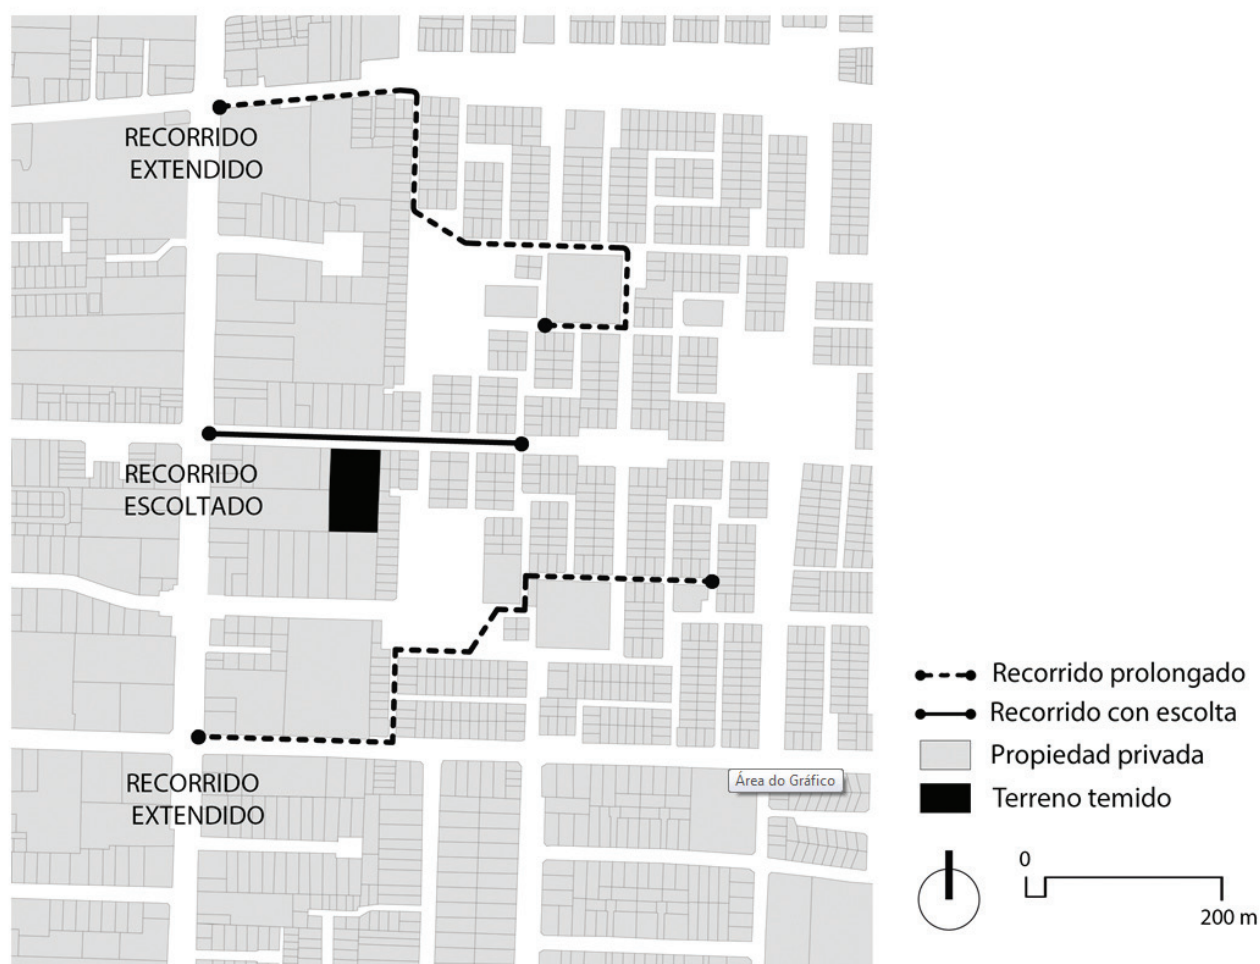 RECORRIDO
EXTENDIDO
RECORRIDO
ESCOLTADO
RECORRIDO
EXTENDIDO
Área do Gráfico
Recorrido prolongado
Recorrido con escolta
Propiedad privada
Terreno temido
0
200 m